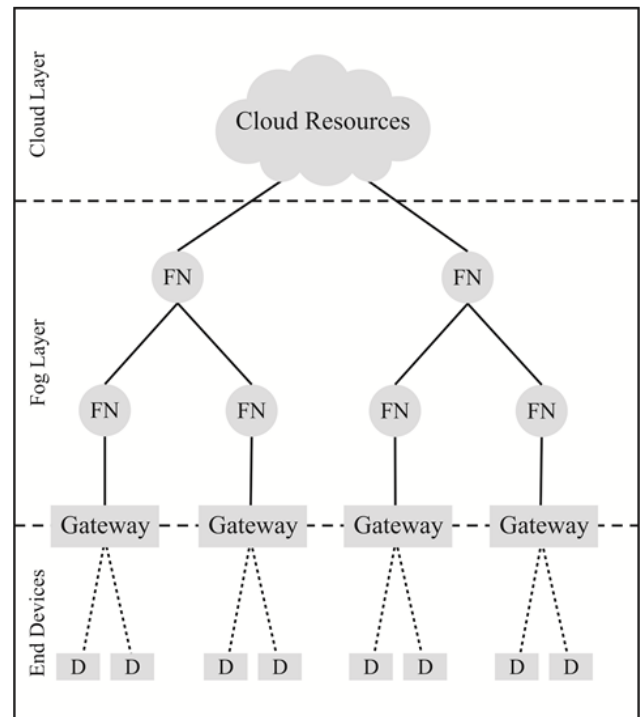 Cloud Layer
Cloud Resources
Fog Layer
FN
FN
FN
FN
FN
FN
Gateway
Gateway
Gateway
Gateway
End Devices
D
D
D
D
D
D
D
D